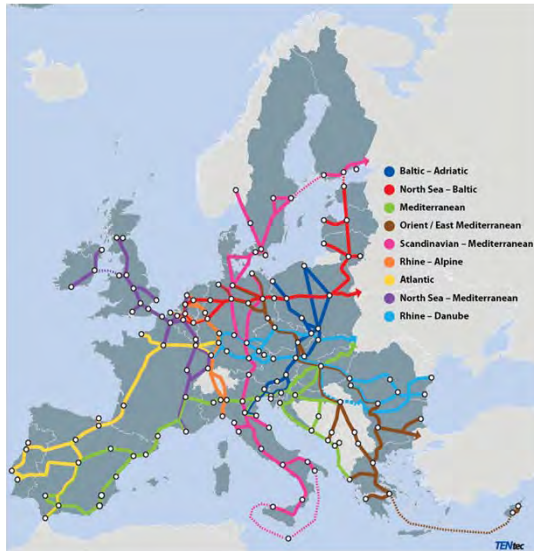 Baltic – Adriatic
North Sea – Baltic
Mediterranean
Orient / East Mediterranean
Scandinavian – Mediterranean
Rhine – Alpine
Atlantic
North Sea – Mediterranean
Rhine – Danube
TENtec